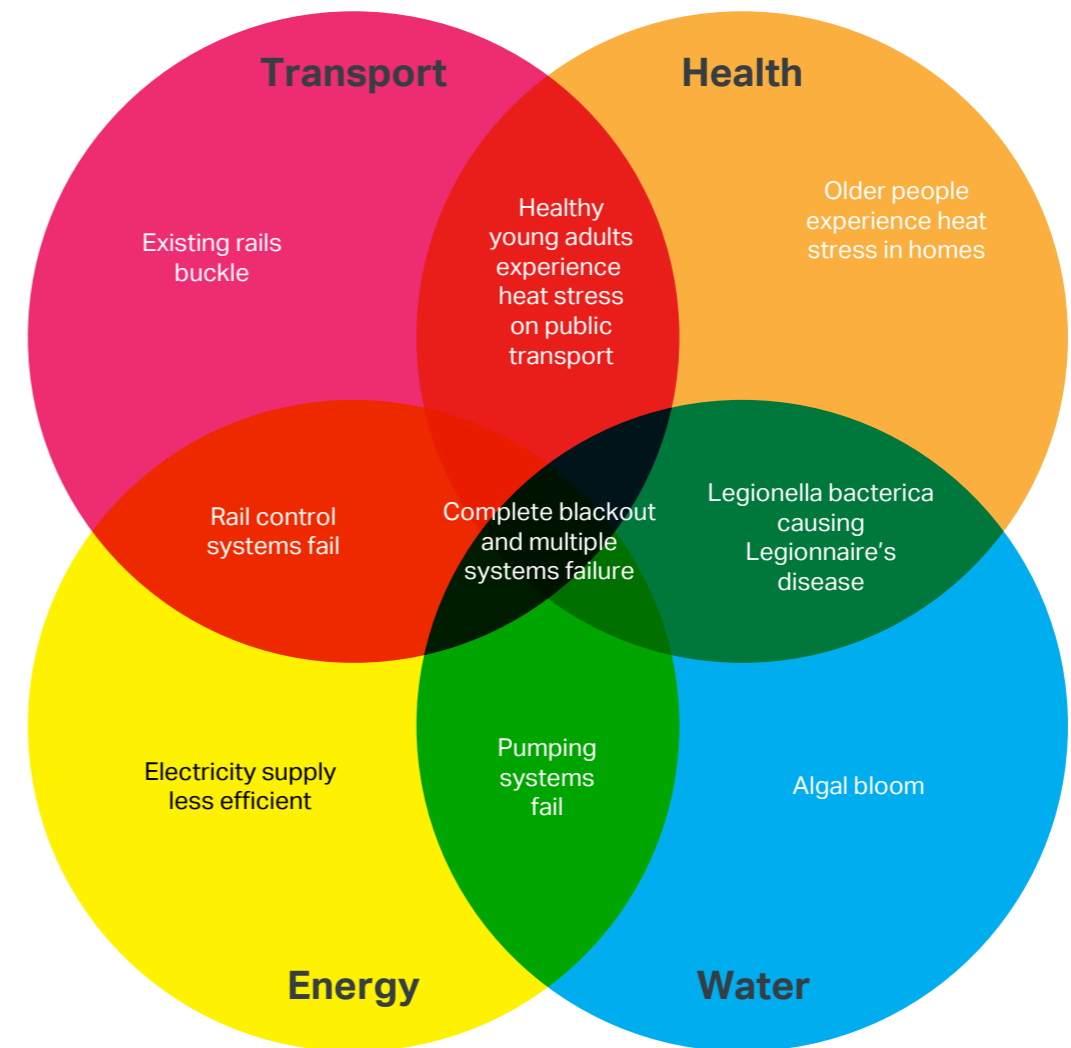 Transport
Health
Existing rails
buckle
Healthy
young adults
experience
heat stress
on public
transport
Older people
experience heat
stress in homes
Rail control
systems fail
Complete blackout
and multiple
systems failure
Legionella bacterica
causing
Legionnaire’s
disease
Electricity supply
less efficient
Pumping
systems
fail
Algal bloom
Energy
Water